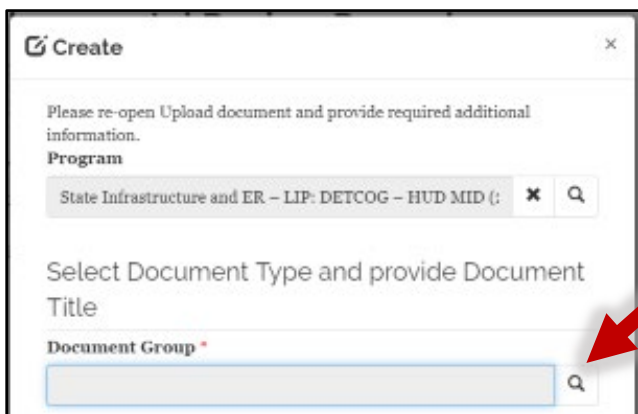 Create
Please re-open Upload document and provide required additional
information.
Program
State Infrastructure and ER – LIP: DETCOG – HUD MID (:
Select Document Type and provide Document
Title
Document Group *